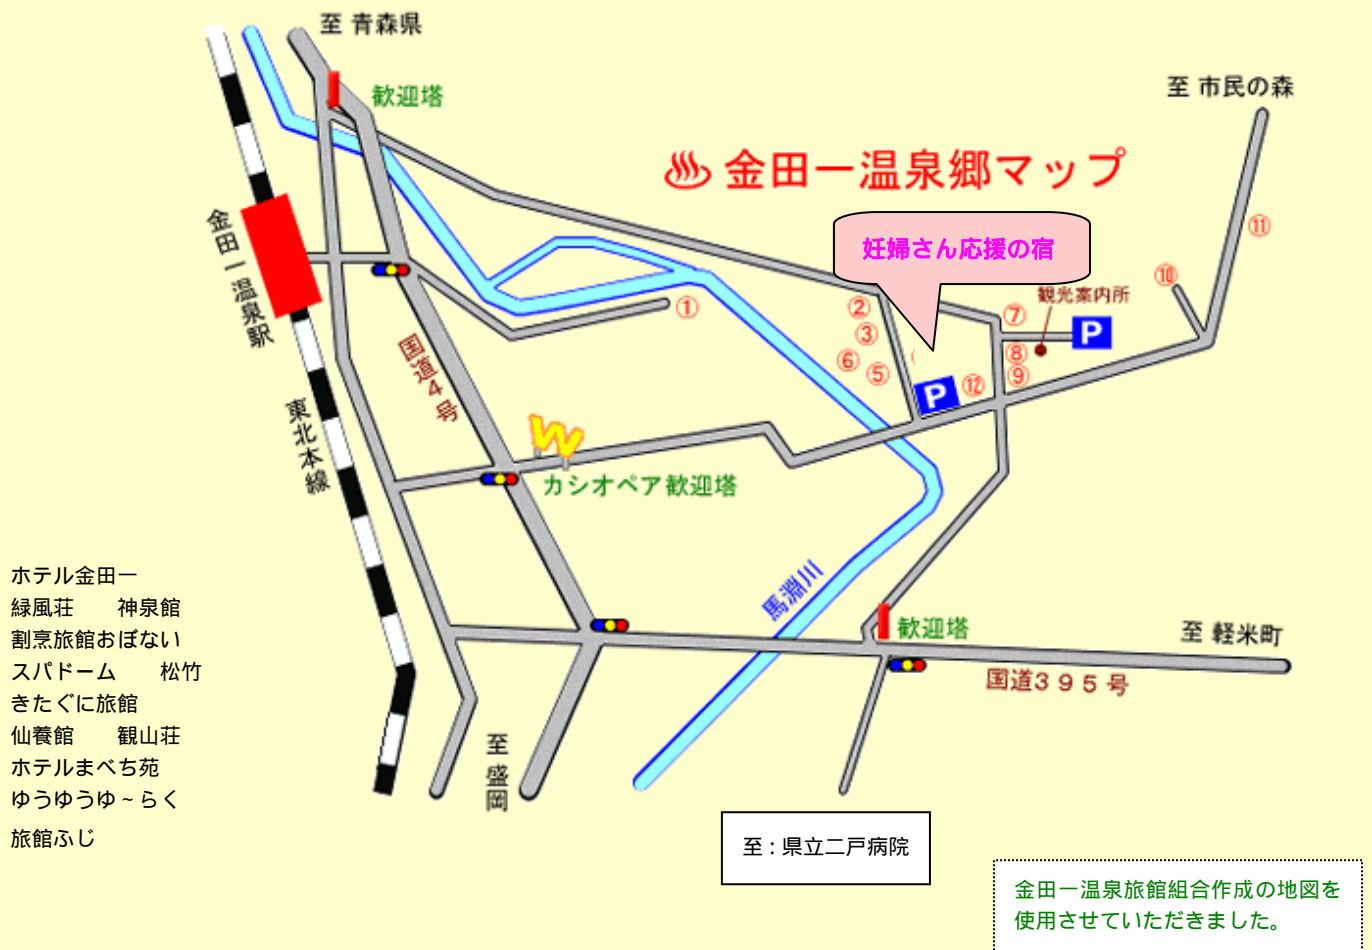 至 青森県
歓迎塔
至 市民の森
♨ 金田一温泉郷マップ
妊婦さん応援の宿
⑪
⑩
観光案内所
金田一温泉駅
①
②
⑦
P
③
⑧
⑥
⑤
⑨
⑫
P
国道4号
東北本線
カシオペア歓迎塔
馬淵川
歓迎塔
至 軽米町
国道395号
至 盛岡
ホテル金田一
緑風荘 神泉館
割烹旅館おぼない
スパドーム 松竹
きたぐに旅館
仙養館 観山荘
ホテルまべち苑
ゆうゆうゆ~らく
旅館ふじ
至:県立二戸病院
金田一温泉旅館組合作成の地図を
使用させていただきました。